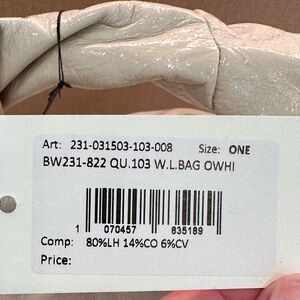 Art: 231-031503-103-008 Size: ONE
BW231-822 QU.103 W.L.BAG OWHI
1 070457 835189
Comp: 80%LH 14%CO 6%CV
Price: